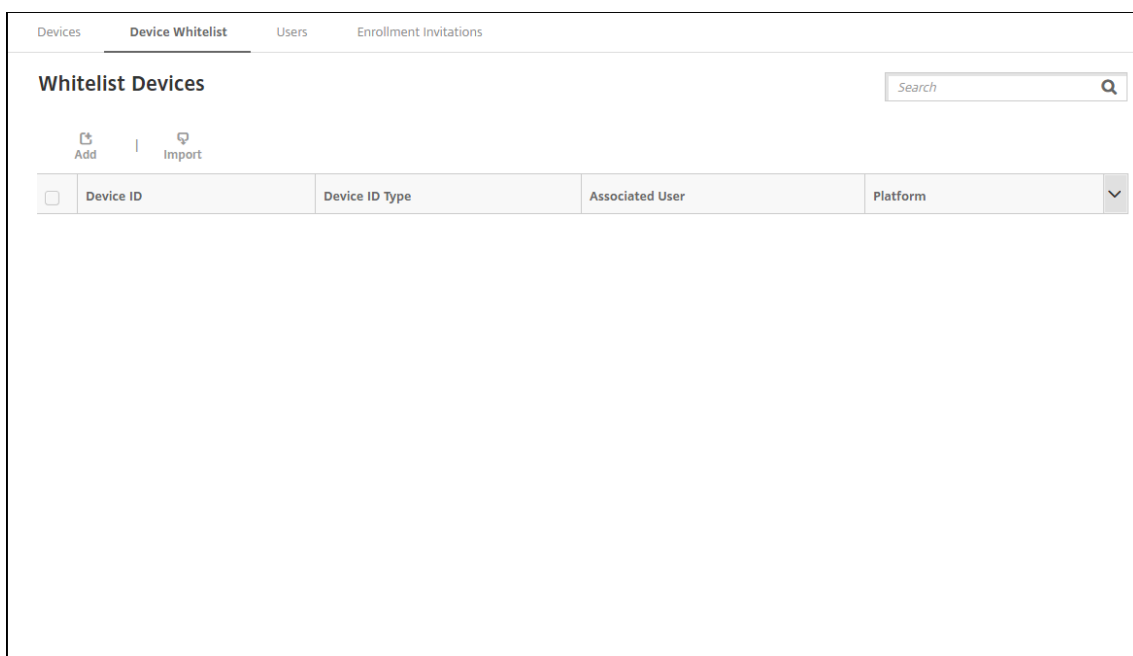 Devices Device Whitelist Users Enrollment Invitations
Whitelist Devices
Search
Add | Import
Device ID Device ID Type Associated User Platform